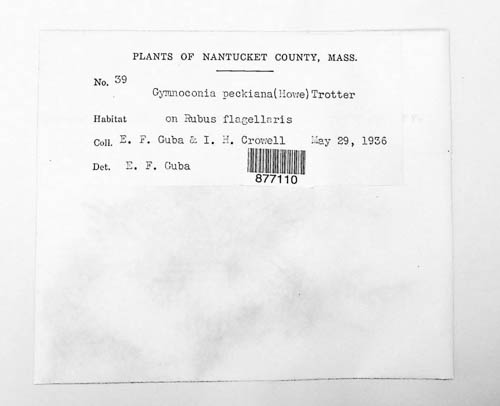 PLANTS OF NANTUCKET COUNTY, MASS.
No. 39
Gymnoconia peckiana(Howe)Trotter
Habitat on Rubus flagellaris
Coll. E. F. Guba & I. H. Crowell May 29, 1936
Det. E. F. Guba
877110